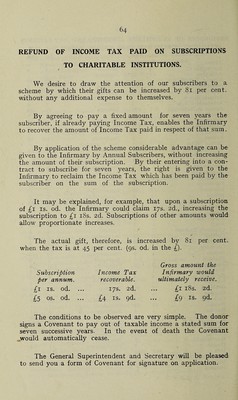 64
REFUND OF INCOME TAX PAID ON SUBSCRIPTIONS
TO CHARITABLE INSTITUTIONS.
We desire to draw the attention of our subscribers to a
scheme by which their gifts can be increased by 81 per cent.
without any additional expense to themselves.
By agreeing to pay a fixed amount for seven years the
subscriber, if already paying Income Tax, enables the Infirmary
to recover the amount of Income Tax paid in respect of that sum.
By application of the scheme considerable advantage can be
given to the Infirmary by Annual Subscribers, without increasing
the amount of their subscription. By their entering into a con-
tract to subscribe for seven years, the right is given to the
Infirmary to reclaim the Income Tax which has been paid by the
subscriber on the sum of the subscription.
It may be explained, for example, that upon a subscription
of £1 1s. 0d. the Infirmary could claim 17s. 2d., increasing the
subscription to £1 18s. 2d. Subscriptions of other amounts would
allow proportionate increases.
The actual gift, therefore, is increased by 81 per cent.
when the tax is at 45 per cent. (9s. 0d. in the £).
Gross amount the
Subscription Income Tax Infirmary would
per annum. recoverable. ultimately receive.
£1 1s. 0d. ... 17s. 2d. ... £1 18s. 2d.
£5 0s. 0d. ... £4 1s. 9d. ... £9 1s. 9d.
The conditions to be observed are very simple. The donor
signs a Covenant to pay out of taxable income a stated sum for
seven successive years. In the event of death the Covenant
would automatically cease.
The General Superintendent and Secretary will be pleased
to send you a form of Covenant for signature on application.